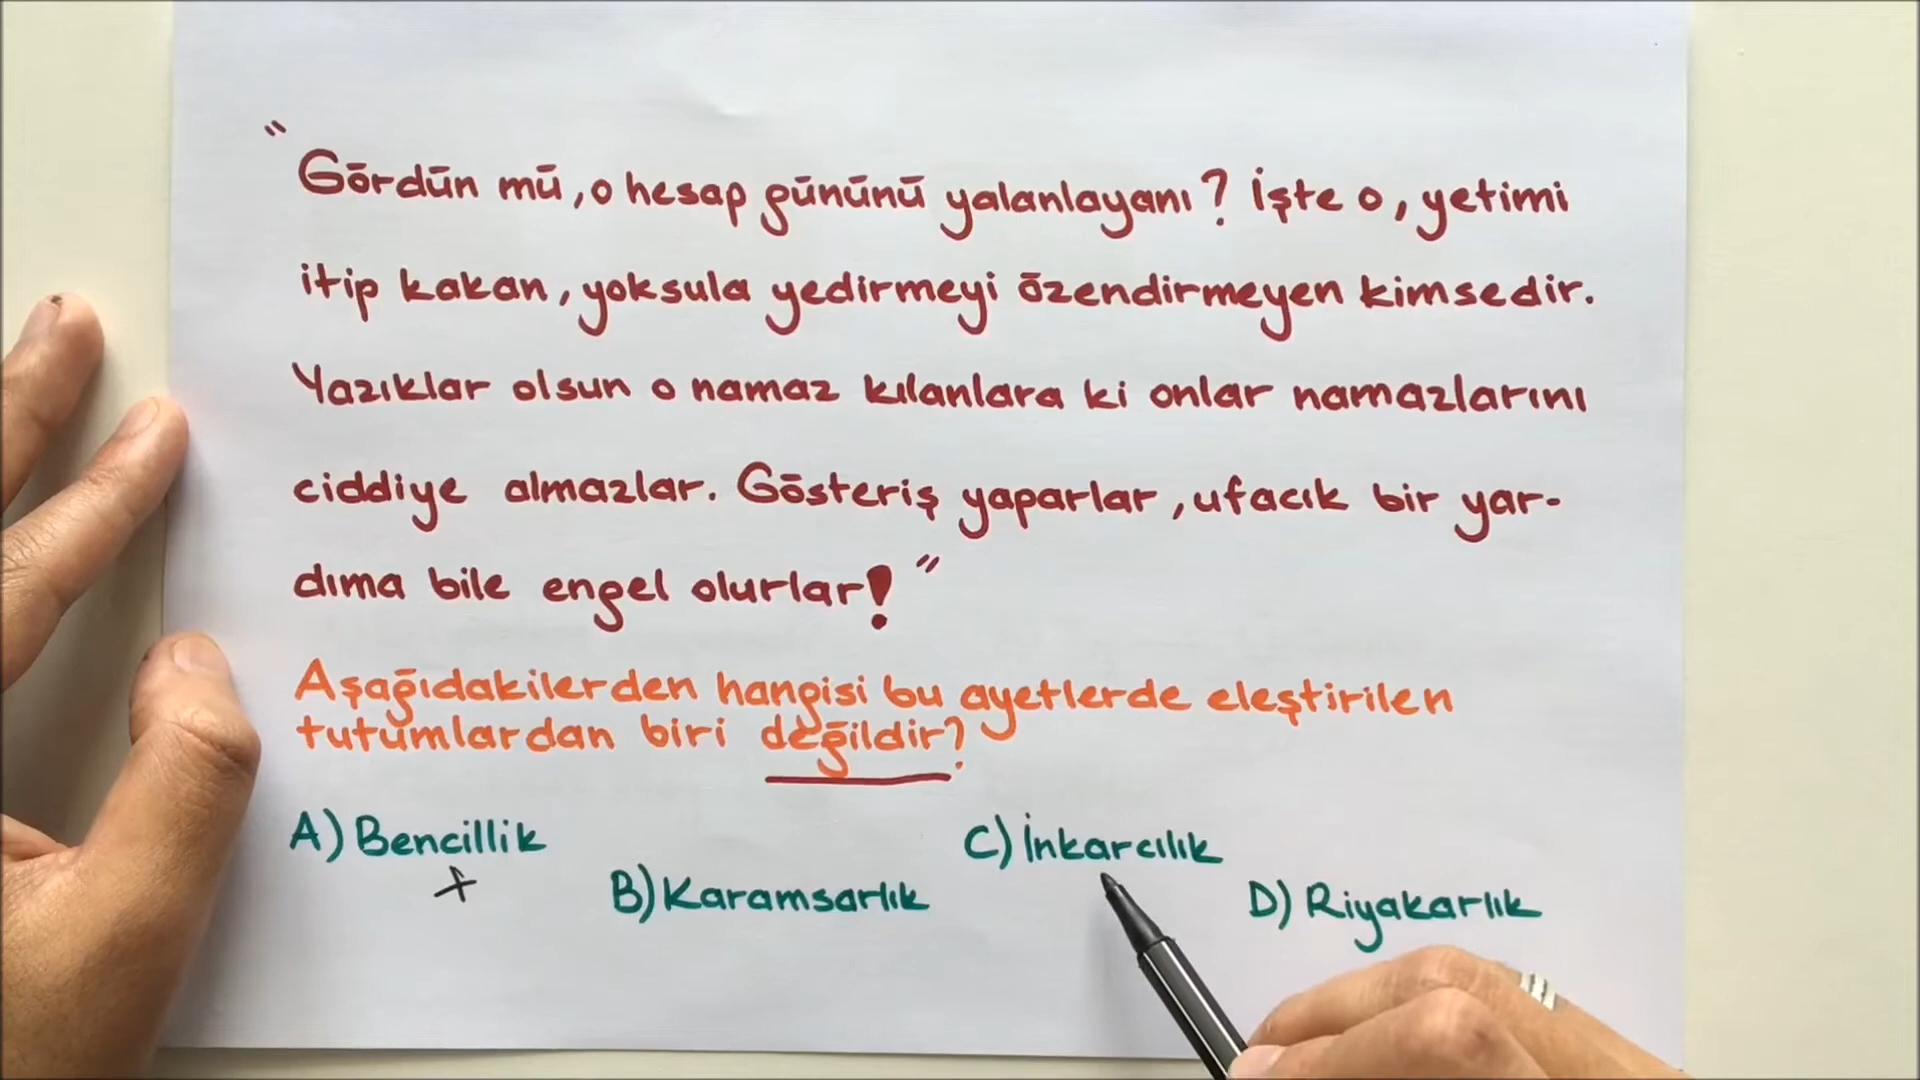 "Gördün mü, o hesap gününü yalanlayanı? İşte o, yetimi
itip kakan, yoksula yedirmeyi özendirmeyen kimsedir.
Yazıklar olsun o namaz kılanlara ki onlar namazlarını
ciddiye almazlar. Gösteriş yaparlar, ufacık bir yar-
dıma bile engel olurlar!"
Aşağıdakilerden hangisi bu ayetlerde eleştirilen
tutumlardan biri değildir?
A) Bencillik
B) Karamsarlık
C) İnkarcılık
D) Riyakarlık